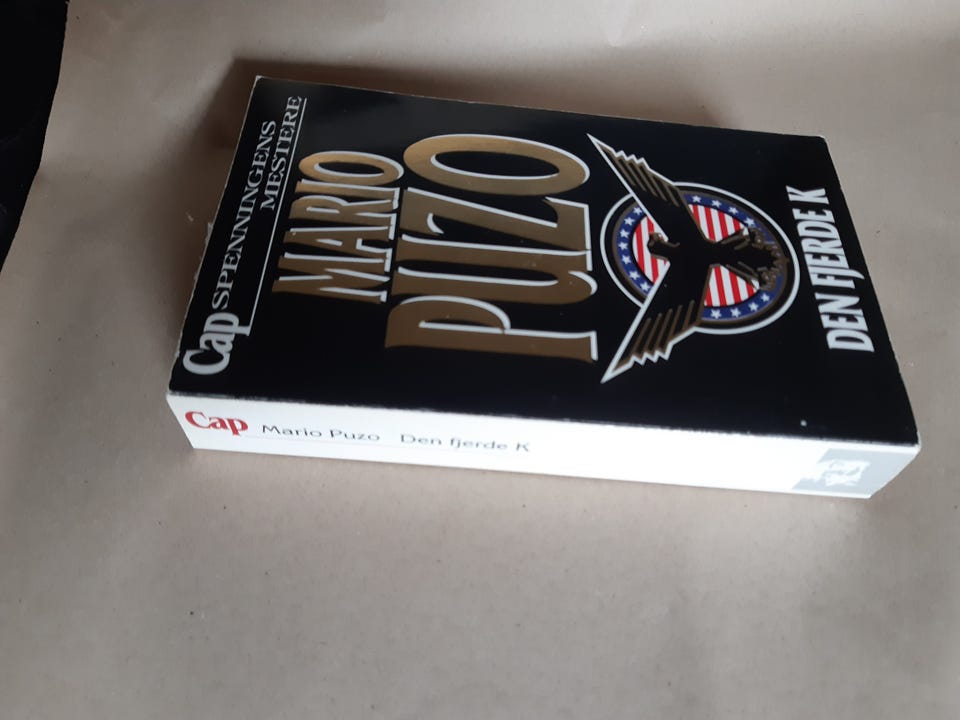 Cap SPENNINGENS
MESTERE
MARIO
PUZO
DEN FJERDE K
Cap Mario Puzo Den fjerde K